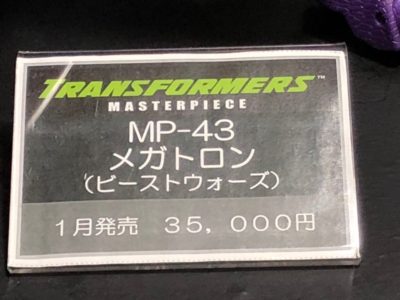 TRANSFORMERS™
MASTERPIECE
MP-43
メガトロン
(ビーストウォーズ)
1月発売 35,000円